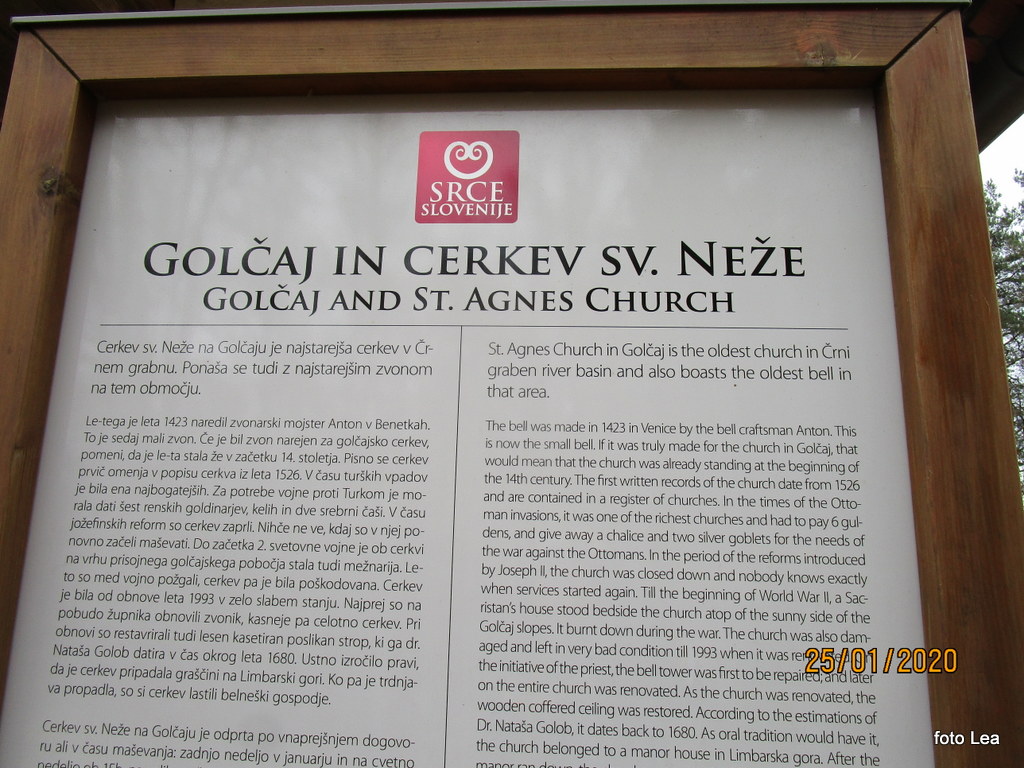 SRCE
SLOVENIJE
GOLČAJ IN CERKEV SV. NEŽE
GOLČAJ AND ST. AGNES CHURCH
Cerkev sv. Neže na Golčaju je najstarejša cerkev v Čr-
nem grabnu. Ponaša se tudi z najstarejšim zvonom
na tem območju.
Le-tega je leta 1423 naredil zvonarski mojster Anton v Benetkah.
To je sedaj mali zvon. Če je bil zvon narejen za golčajsko cerkev,
pomeni, da je le-ta stala že v začetku 14. stoletja. Pisno se cerkev
prvič omenja v popisu cerkva iz leta 1526. V času turških vpadov
je bila ena najbogatejših. Za potrebe vojne proti Turkom je mo-
rala dati šest renskih goldinarjev, kelih in dve srebrni čaši. V času
jožefinskih reform so cerkev zaprli. Nihče ne ve, kdaj so v njej po-
novno začeli maševati. Do začetka 2. svetovne vojne je ob cerkvi
na vrhu prisojnega golčajskega pobočja stala tudi mežnarija. Le-
to so med vojno požgali, cerkev pa je bila poškodovana. Cerkev
je bila do obnove leta 1993 v zelo slabem stanju. Najprej so na
pobudo župnika obnovili zvonik, kasneje pa celotno cerkev. Pri
obnovi so restavrirali tudi lesen kasetiran poslikan strop, ki ga dr.
Nataša Golob datira v čas okrog leta 1680. Ustno izročilo pravi,
da je cerkev pripadala graščini na Limbarski gori. Ko pa je trdnja-
va propadla, so si cerkev lastili belneški gospodje.
Cerkev sv. Neže na Golčaju je odprta po vnaprejšnjem dogovo-
ru ali v času maševanja: zadnjo nedeljo v januarju in na cvetno
nedeljo ob 15h
St. Agnes Church in Golčaj is the oldest church in Črni
graben river basin and also boasts the oldest bell in
that area.
The bell was made in 1423 in Venice by the bell craftsman Anton. This
is now the small bell. If it was truly made for the church in Golčaj, that
would mean that the church was already standing at the beginning of
the 14th century. The first written records of the church date from 1526
and are contained in a register of churches. In the times of the Otto-
man invasions, it was one of the richest churches and had to pay 6 gul-
dens, and give away a chalice and two silver goblets for the needs of
the war against the Ottomans. In the period of the reforms introduced
by Joseph II, the church was closed down and nobody knows exactly
when services started again. Till the beginning of World War II, a Sac-
ristan's house stood bedside the church atop of the sunny side of the
Golčaj slopes. It burnt down during the war. The church was also dam-
aged and left in very bad condition till 1993 when it was
the initiative of the priest, the bell tower was first to be repaired, and later
on the entire church was renovated. As the church was renovated, the
wooden coffered ceiling was restored. According to the estimations of
Dr. Nataša Golob, it dates back to 1680. As oral tradition would have it,
the church belonged to a manor house in Limbarska gora. After the
manor ran down, the
25/01/2020
foto Lea